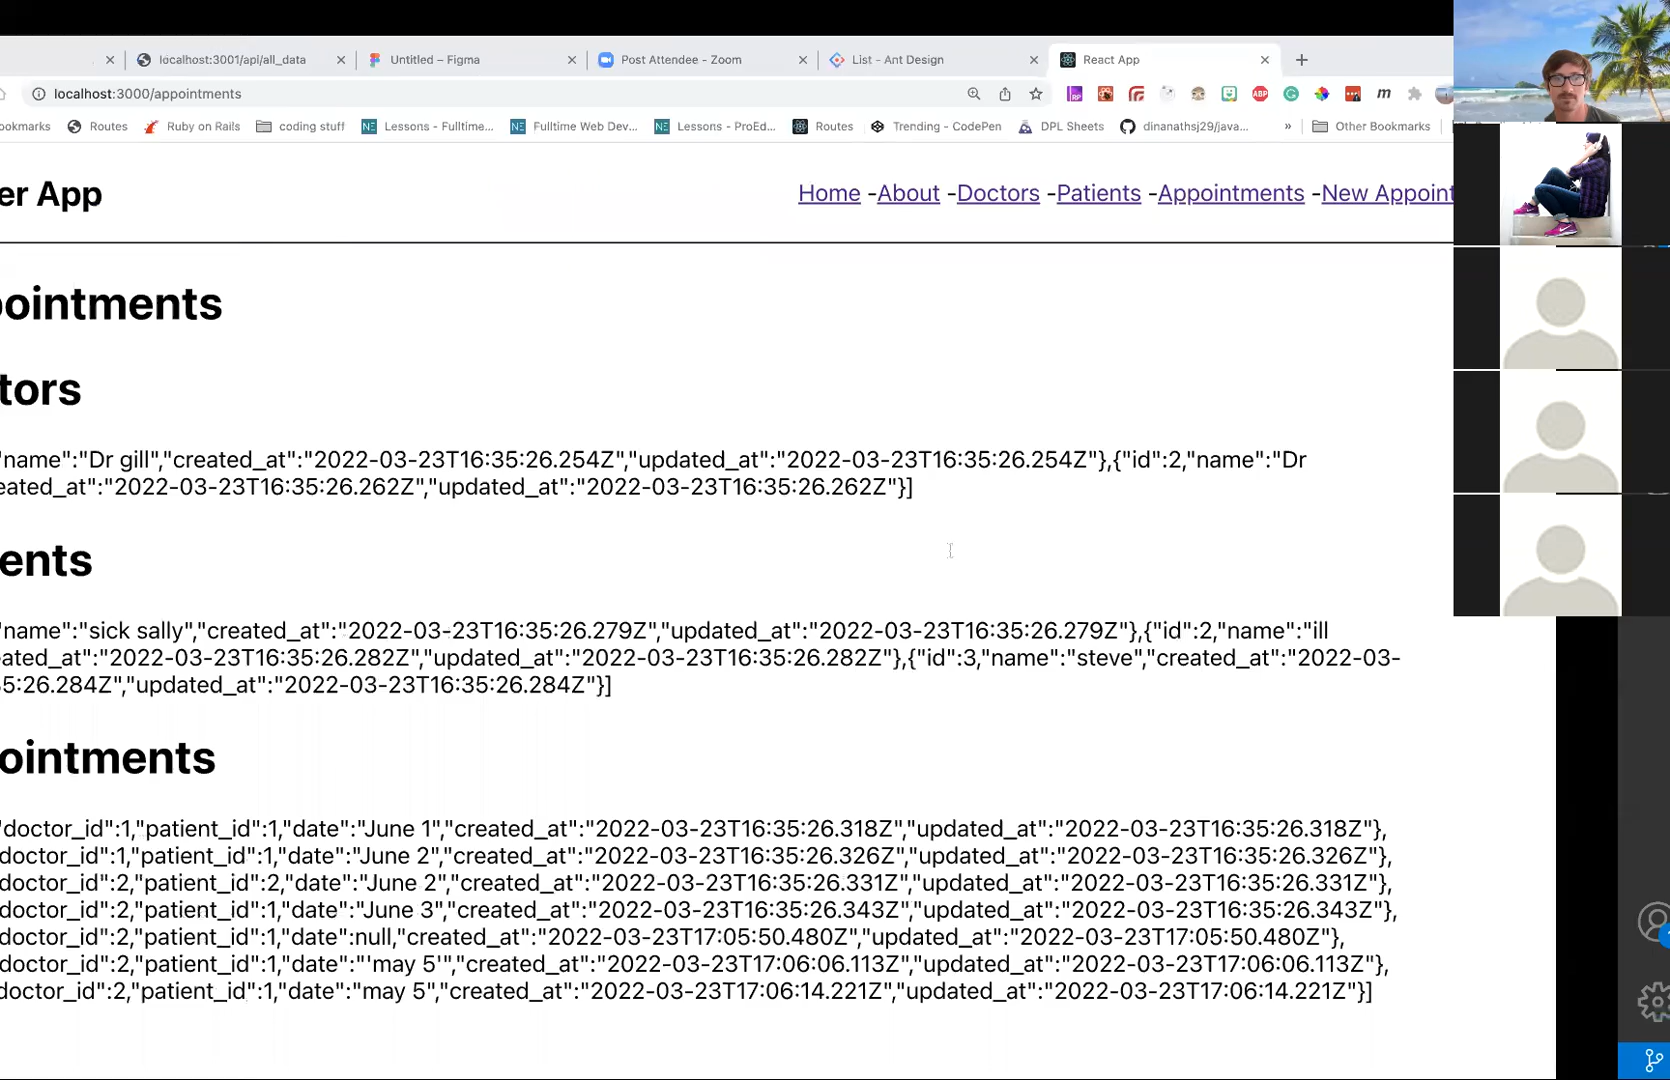 localhost:3001/api/all_data
Untitled – Figma
Post Attendee - Zoom
List - Ant Design
React App
localhost:3000/appointments
ookmarks
Routes
Ruby on Rails
coding stuff
Lessons - Fulltime...
Fulltime Web Dev...
Lessons - ProEd...
Routes
Trending - CodePen
DPL Sheets
dinanathsj29/java...
»
Other Bookmarks
er App
Home -About -Doctors -Patients -Appointments -New Appoint
ointments
tors
"name":"Dr gill","created_at":"2022-03-23T16:35:26.254Z","updated_at":"2022-03-23T16:35:26.254Z"},{"id":2,"name":"Dr
eated_at":"2022-03-23T16:35:26.262Z","updated_at":"2022-03-23T16:35:26.262Z"}]
ents
"name":"sick sally","created_at":"2022-03-23T16:35:26.279Z","updated_at":"2022-03-23T16:35:26.279Z"},{"id":2,"name":"ill
eated_at":"2022-03-23T16:35:26.282Z","updated_at":"2022-03-23T16:35:26.282Z"},{"id":3,"name":"steve","created_at":"2022-03-
35:26.284Z","updated_at":"2022-03-23T16:35:26.284Z"}]
ointments
"doctor_id":1,"patient_id":1,"date":"June 1","created_at":"2022-03-23T16:35:26.318Z","updated_at":"2022-03-23T16:35:26.318Z"},
doctor_id":1,"patient_id":1,"date":"June 2","created_at":"2022-03-23T16:35:26.326Z","updated_at":"2022-03-23T16:35:26.326Z"},
doctor_id":2,"patient_id":2,"date":"June 2","created_at":"2022-03-23T16:35:26.331Z","updated_at":"2022-03-23T16:35:26.331Z"},
doctor_id":2,"patient_id":1,"date":"June 3","created_at":"2022-03-23T16:35:26.343Z","updated_at":"2022-03-23T16:35:26.343Z"},
doctor_id":2,"patient_id":1,"date":null,"created_at":"2022-03-23T17:05:50.480Z","updated_at":"2022-03-23T17:05:50.480Z"},
doctor_id":2,"patient_id":1,"date":"'may 5'","created_at":"2022-03-23T17:06:06.113Z","updated_at":"2022-03-23T17:06:06.113Z"},
doctor_id":2,"patient_id":1,"date":"may 5","created_at":"2022-03-23T17:06:14.221Z","updated_at":"2022-03-23T17:06:14.221Z"}]